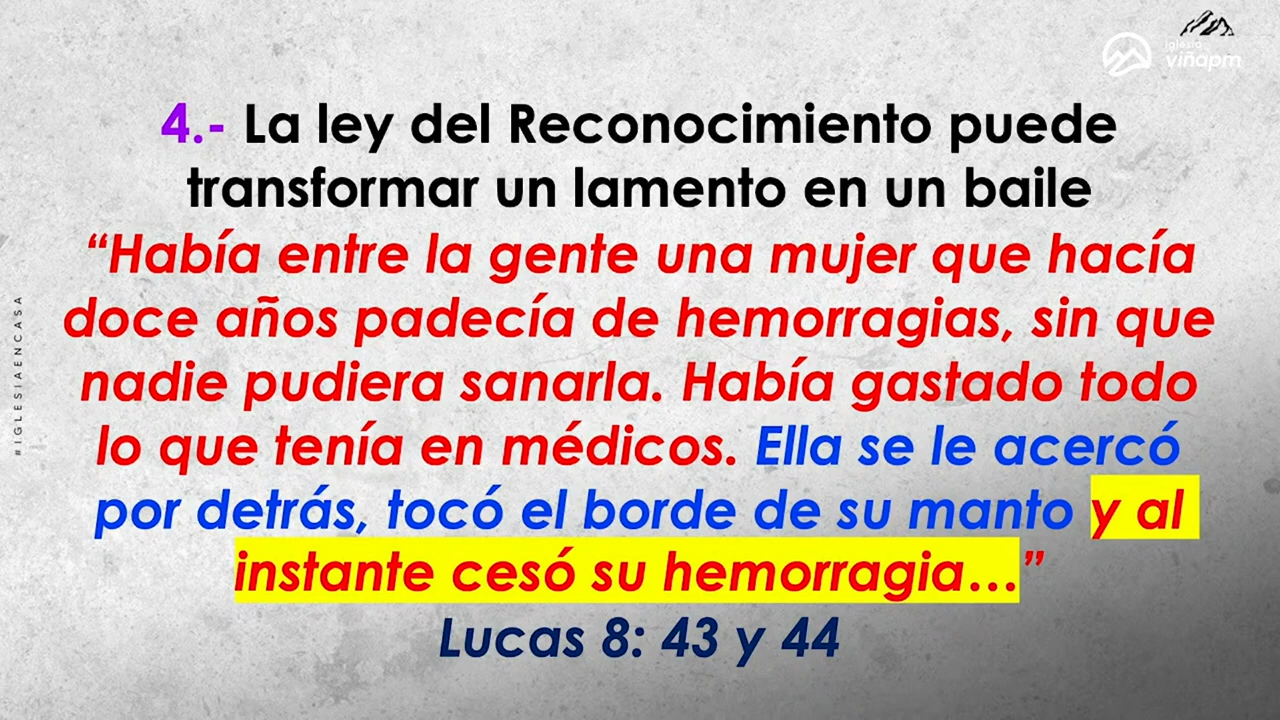 iglesia
viñapm
4.- La ley del Reconocimiento puede
transformar un lamento en un baile
“Había entre la gente una mujer que hacía
doce años padecía de hemorragias, sin que
nadie pudiera sanarla. Había gastado todo
lo que tenía en médicos. Ella se le acercó
por detrás, tocó el borde de su manto y al
instante cesó su hemorragia...”
Lucas 8: 43 y 44
#IGLESIAENCASA